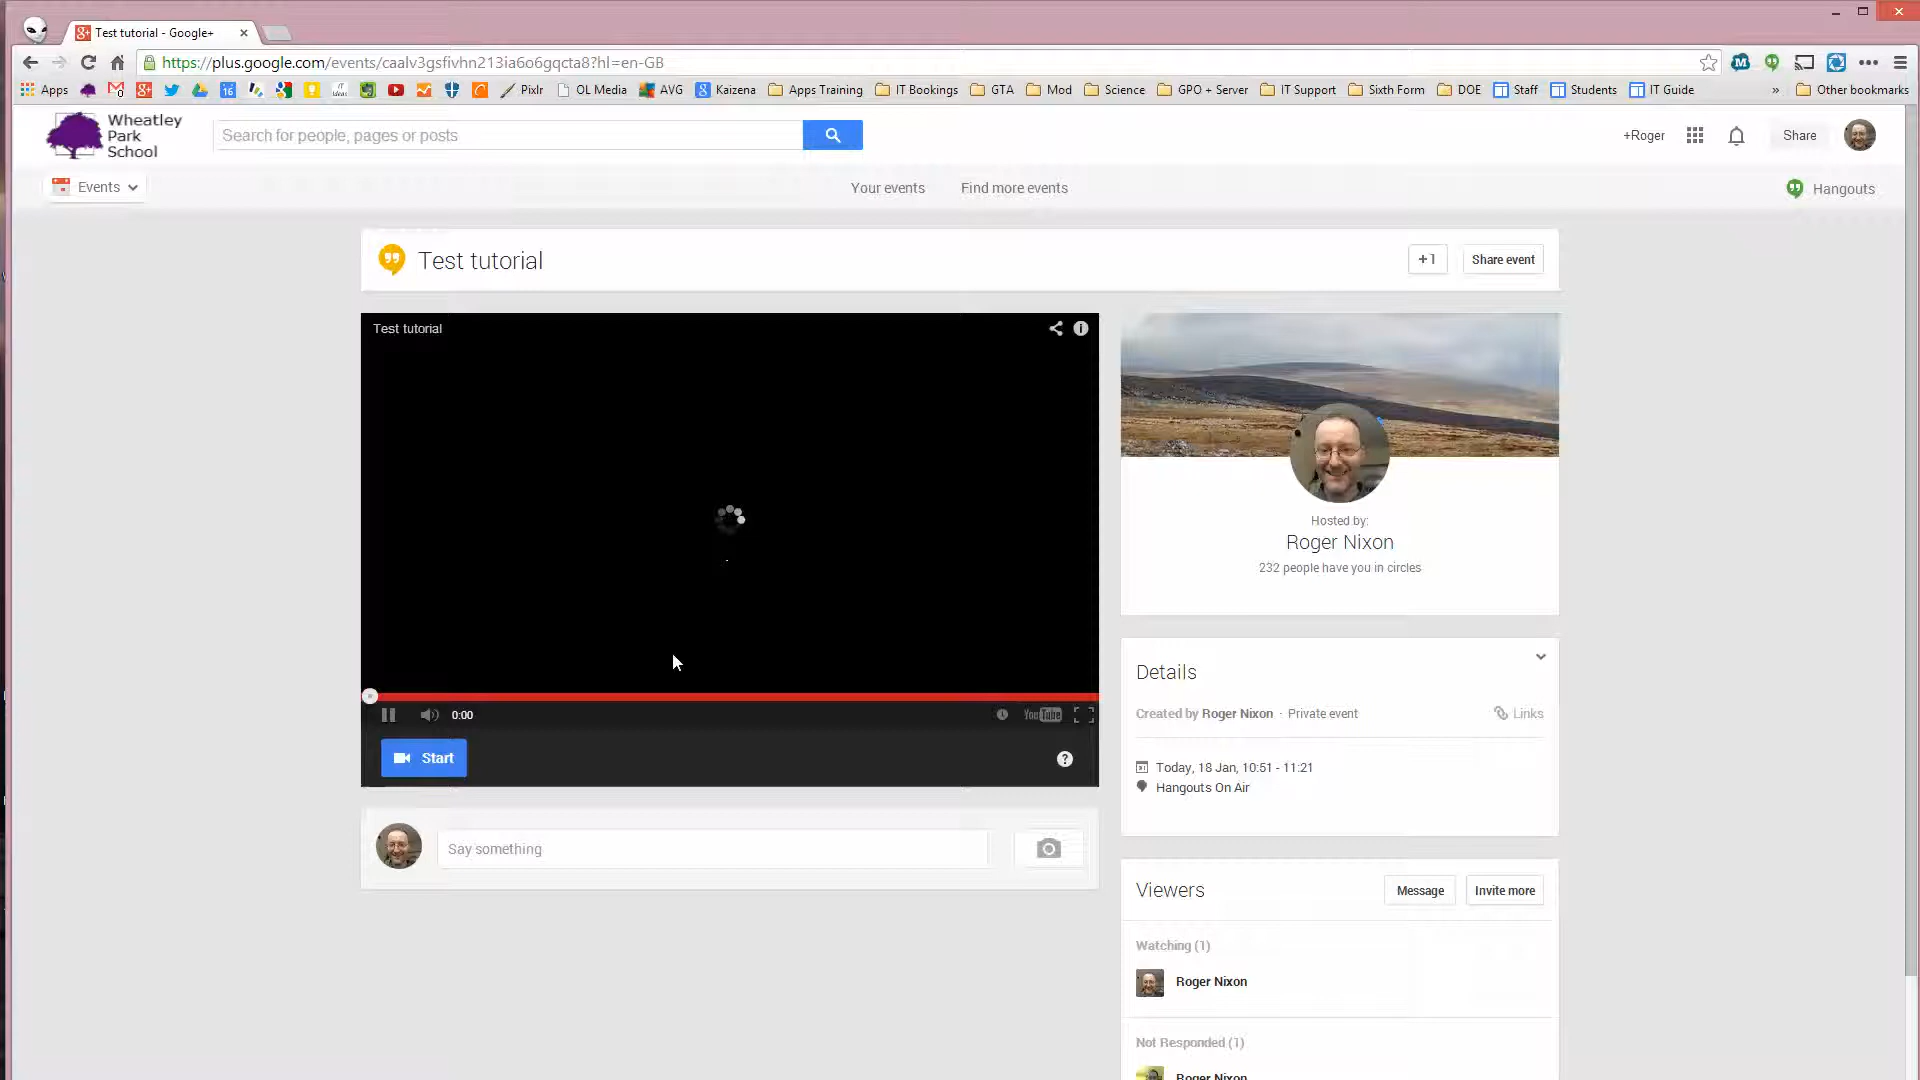 Test tutorial - Google+
https://plus.google.com/events/caalv3gsfivhn213ia6o6gqcta8?hl=en-GB
Apps 16 Pixlr OL Media AVG Kaizena Apps Training IT Bookings GTA Mod Science GPO + Server IT Support Sixth Form DOE Staff Students IT Guide » Other bookmarks
Wheatley
Park
School
Search for people, pages or posts
+Roger
Share
Events
Your events
Find more events
Hangouts
Test tutorial
+1
Share event
Test tutorial
0:00
YouTube
Start
Say something
Hosted by:
Roger Nixon
232 people have you in circles
Details
Created by Roger Nixon · Private event
Links
Today, 18 Jan, 10:51 - 11:21
Hangouts On Air
Viewers
Message
Invite more
Watching (1)
Roger Nixon
Not Responded (1)
Roger Nixon